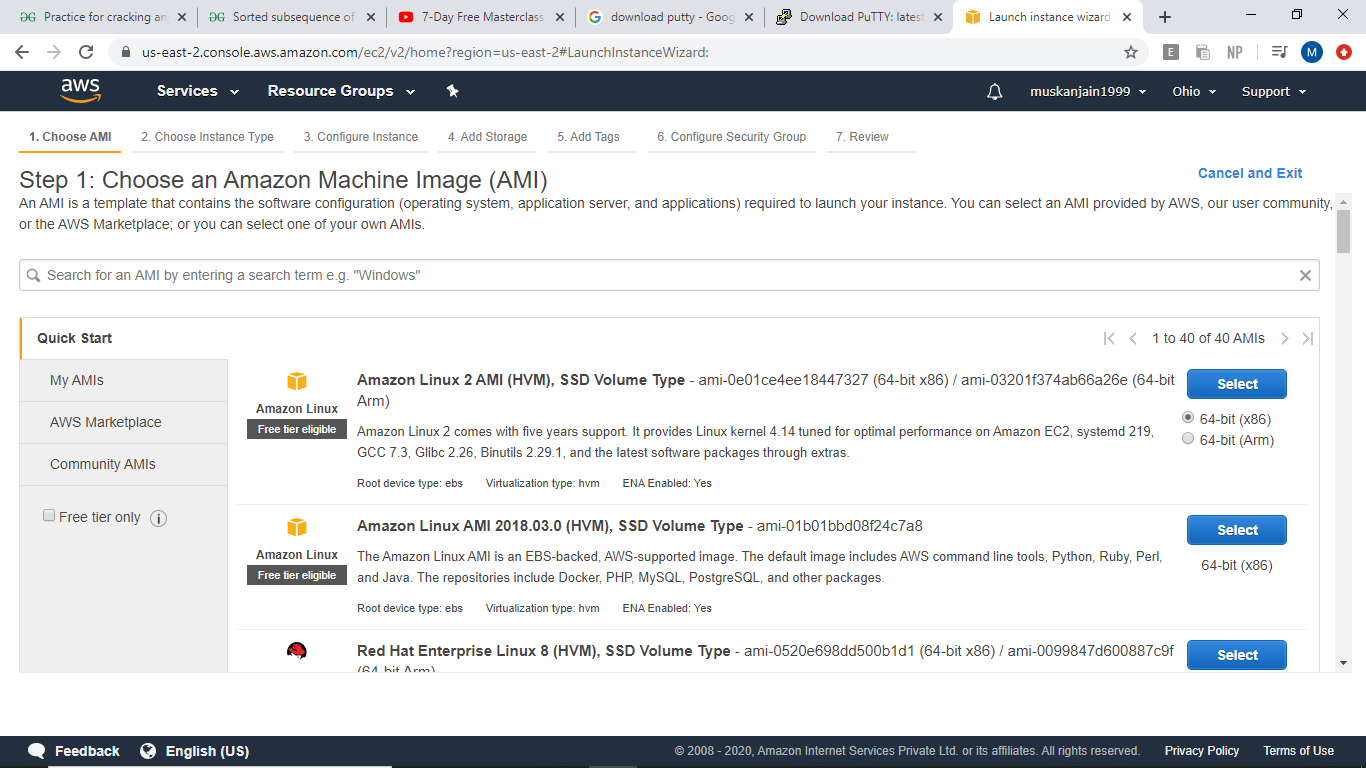 Practice for cracking an
Sorted subsequence of
7-Day Free Masterclass
download putty - Goog
Download PuTTY: latest
Launch instance wizard
us-east-2.console.aws.amazon.com/ec2/v2/home?region=us-east-2#LaunchInstanceWizard:
E
NP
M
aws
Services
Resource Groups
muskanjain1999
Ohio
Support
1. Choose AMI
2. Choose Instance Type
3. Configure Instance
4. Add Storage
5. Add Tags
6. Configure Security Group
7. Review
Step 1: Choose an Amazon Machine Image (AMI)
Cancel and Exit
An AMI is a template that contains the software configuration (operating system, application server, and applications) required to launch your instance. You can select an AMI provided by AWS, our user community,
or the AWS Marketplace; or you can select one of your own AMIs.
Search for an AMI by entering a search term e.g. "Windows"
Quick Start
1 to 40 of 40 AMIs
My AMIs
AWS Marketplace
Community AMIs
Free tier only
Amazon Linux
Free tier eligible
Amazon Linux 2 AMI (HVM), SSD Volume Type - ami-0e01ce4ee18447327 (64-bit x86) / ami-03201f374ab66a26e (64-bit
Arm)
Amazon Linux 2 comes with five years support. It provides Linux kernel 4.14 tuned for optimal performance on Amazon EC2, systemd 219,
GCC 7.3, Glibc 2.26, Binutils 2.29.1, and the latest software packages through extras.
Root device type: ebs Virtualization type: hvm ENA Enabled: Yes
Select
64-bit (x86)
64-bit (Arm)
Amazon Linux
Free tier eligible
Amazon Linux AMI 2018.03.0 (HVM), SSD Volume Type - ami-01b01bbd08f24c7a8
The Amazon Linux AMI is an EBS-backed, AWS-supported image. The default image includes AWS command line tools, Python, Ruby, Perl,
and Java. The repositories include Docker, PHP, MySQL, PostgreSQL, and other packages.
Root device type: ebs Virtualization type: hvm ENA Enabled: Yes
Select
64-bit (x86)
Red Hat Enterprise Linux 8 (HVM), SSD Volume Type - ami-0520e698dd500b1d1 (64-bit x86) / ami-0099847d600887c9f
(64-bit Arm)
Select
Feedback
English (US)
© 2008 - 2020, Amazon Internet Services Private Ltd. or its affiliates. All rights reserved.
Privacy Policy
Terms of Use